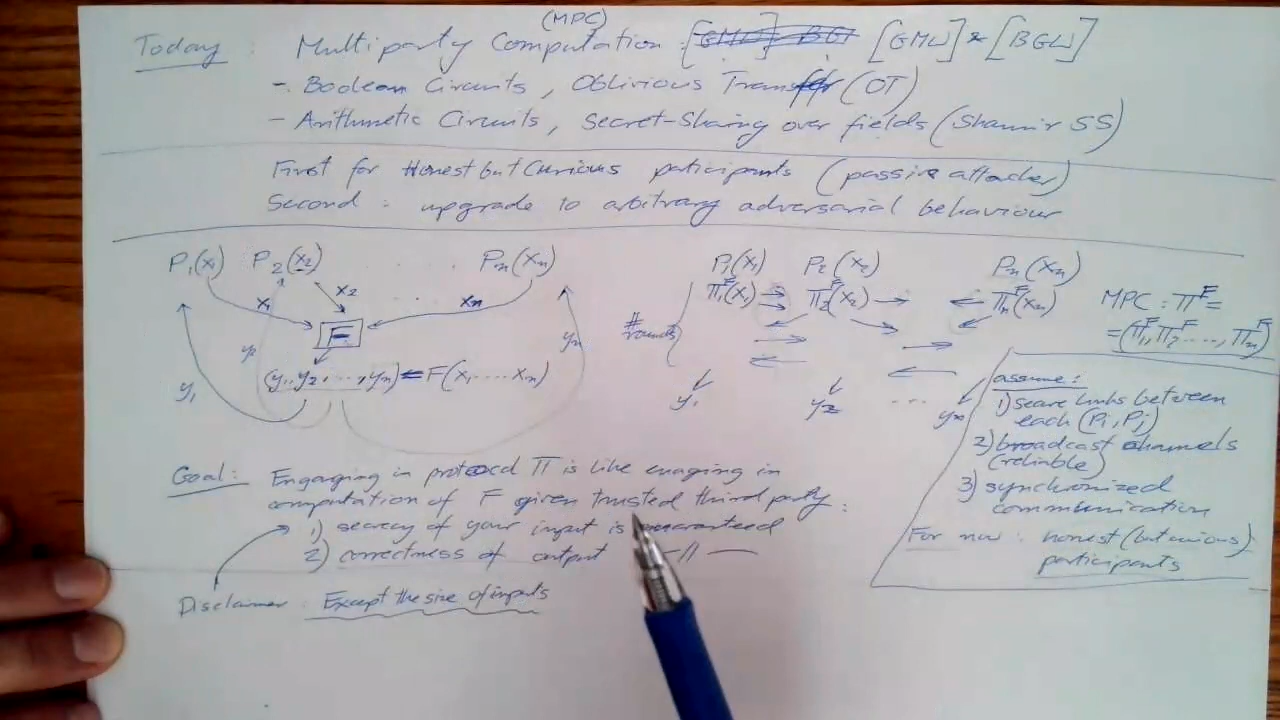 (MPC)
Today : Multiparty Computation : [GMW] BGW [GMW] & [BGW]
- Boolean Circuits, Oblivious Transfer (OT)
- Arithmetic Circuits, Secret-Sharing over fields (Shamir SS)
First for Honest but Curious participants (passive attacker)
Second : upgrade to arbitrary adversarial behaviour
P₁(x₁) P₂(x₂) .... Pₙ(xₙ)
x₁ x₂ .... xₙ
F
y₁ y₂ yₙ
(y₁, y₂, ..., yₙ) = F(x₁ .... xₙ)
P₁(x₁) P₂(x₂) Pₙ(xₙ)
Π₁ᶠ(x₁) Π₂ᶠ(x₂) Πₙᶠ(xₙ)
# rounds
y₁ y₂ ... yₙ
MPC : Πᶠ =
= (Π₁ᶠ, Π₂ᶠ ...., Πₙᶠ)
assume :
1) secure links between
each (Pi, Pj)
2) broadcast channels
(reliable)
3) synchronized
communication
For now : honest (but curious)
participants
Goal : Engaging in protocol Π is like enaging in
computation of F given trusted third party :
1) secrecy of your input is guaranteed
2) correctness of output —//—
Disclaimer : Except the size of inputs